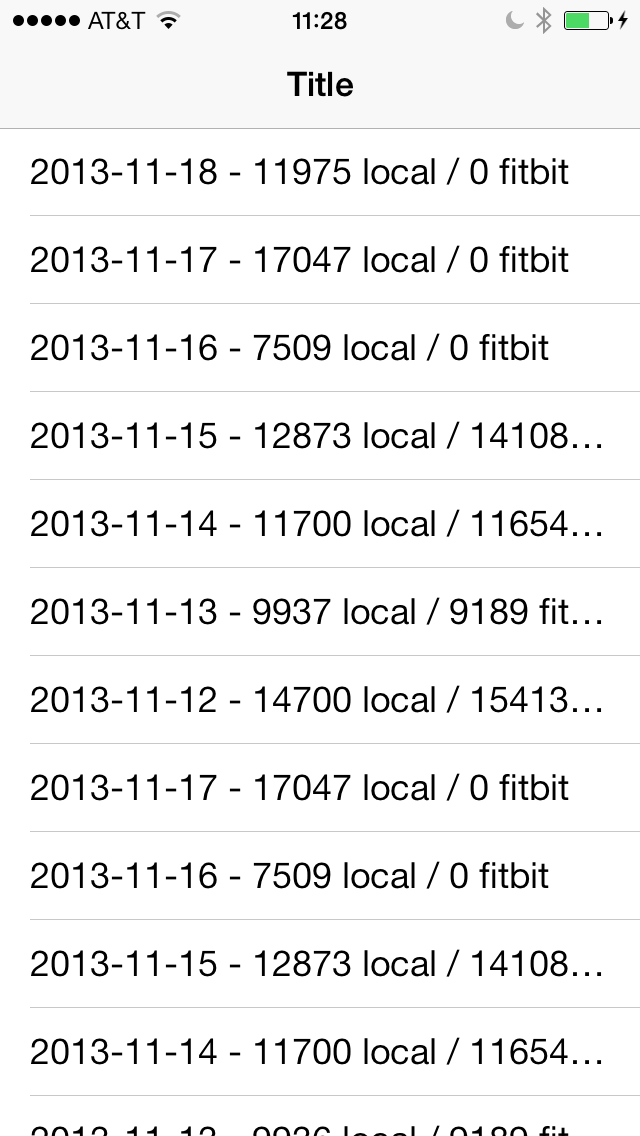 AT&T 11:28
Title
2013-11-18 - 11975 local / 0 fitbit
2013-11-17 - 17047 local / 0 fitbit
2013-11-16 - 7509 local / 0 fitbit
2013-11-15 - 12873 local / 14108...
2013-11-14 - 11700 local / 11654...
2013-11-13 - 9937 local / 9189 fit...
2013-11-12 - 14700 local / 15413...
2013-11-17 - 17047 local / 0 fitbit
2013-11-16 - 7509 local / 0 fitbit
2013-11-15 - 12873 local / 14108...
2013-11-14 - 11700 local / 11654...